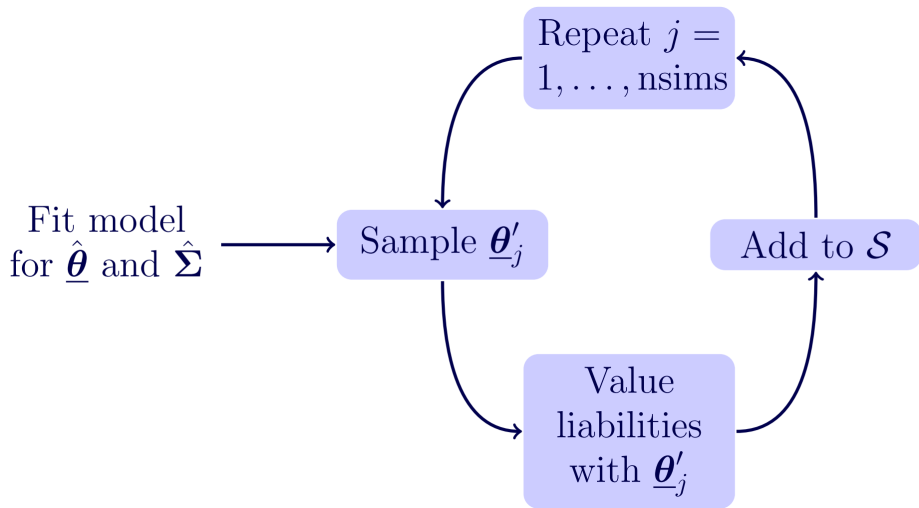 Repeat j =
1, . . . , nsims
Fit model
for θ̲̂ and Σ̂
Sample θ̲′ⱼ
Add to 𝓢
Value
liabilities
with θ̲′ⱼ